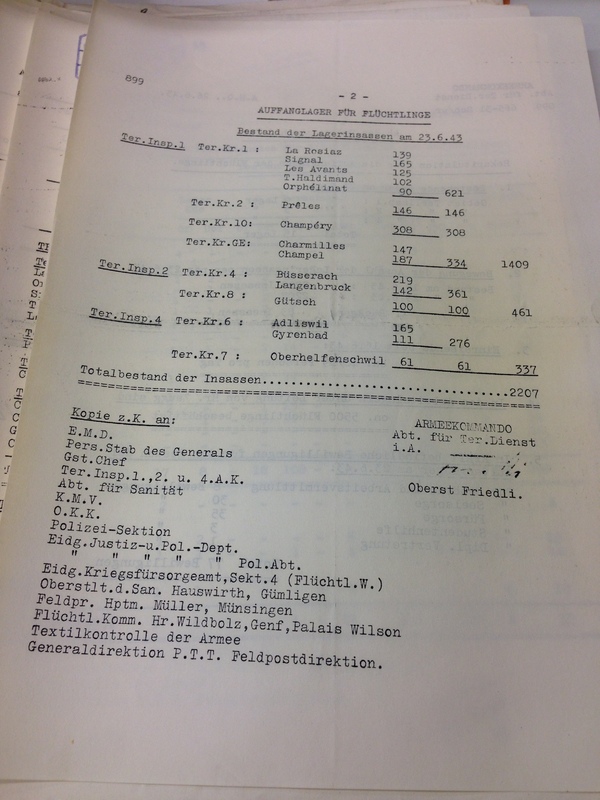 899
- 2 -
AUFFANGLAGER FÜR FLÜCHTLINGE
Bestand der Lagerinsassen am 23.6.43
Ter.Insp.1 Ter.Kr.1 : La Rosiaz 139
Signal 165
Les Avants 125
T.Haldimand 102
Orphélinat 90 621
Ter.Kr.2 : Prêles 146 146
Ter.Kr.10: Champéry 308 308
Ter.Kr.GE: Charmilles 147
Champel 187 334 1409
Ter.Insp.2 Ter.Kr.4 : Büsserach 219
Langenbruck 142 361
Ter.Kr.8 : Gütsch 100 100 461
Ter.Insp.4 Ter.Kr.6 : Adliswil 165
Gyrenbad 111 276
Ter.Kr.7 : Oberhelfenschwil 61 61 337
Totalbestand der Insassen..................................2207
Kopie z.K. an:
E.M.D.
Pers.Stab des Generals
Gst.Chef
Ter.Insp.1.,2. u. 4.A.K.
Abt. für Sanität
K.M.V.
O.K.K.
Polizei-Sektion
Eidg.Justiz-u.Pol.-Dept.
" " " " " Pol.Abt.
Eidg.Kriegsfürsorgeamt,Sekt.4 (Flüchtl.W.)
Oberstlt.d.San. Hauswirth, Gümligen
Feldpr. Hptm. Müller, Münsingen
Flüchtl.Komm. Hr.Wildbolz,Genf,Palais Wilson
Textilkontrolle der Armee
Generaldirektion P.T.T. Feldpostdirektion.
ARMEEKOMMANDO
Abt. für Ter.Dienst
i.A.
Oberst Friedli.